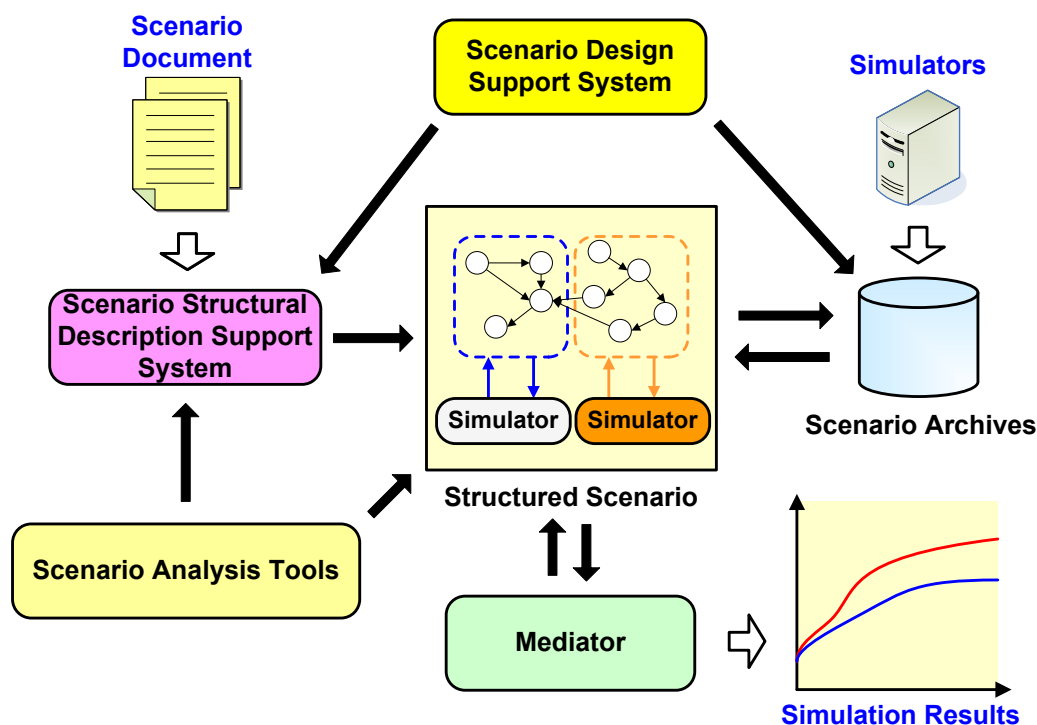 Scenario
Document
Scenario Design
Support System
Simulators
Scenario Structural
Description Support
System
Simulator
Simulator
Scenario Archives
Structured Scenario
Scenario Analysis Tools
Mediator
Simulation Results